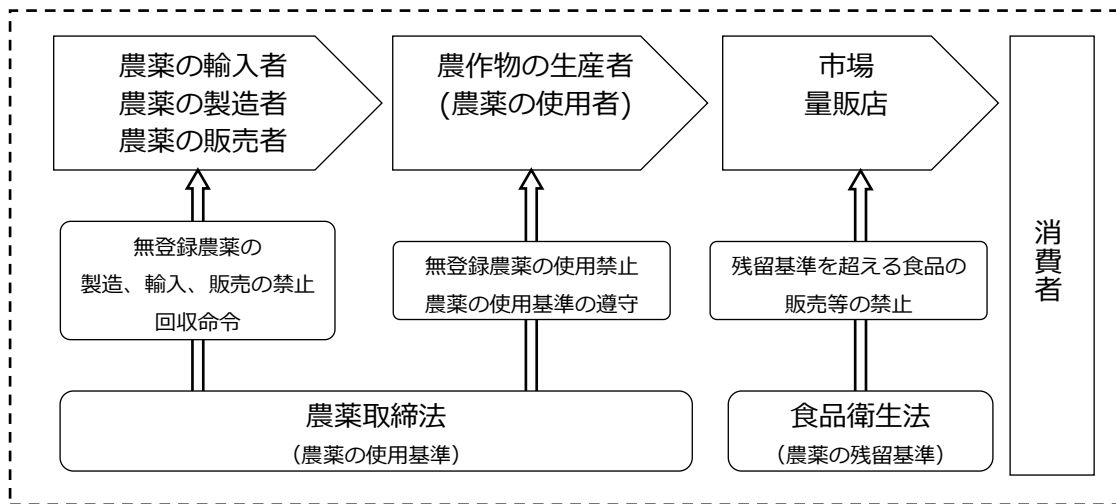 農薬の輸入者
農薬の製造者
農薬の販売者
農作物の生産者
(農薬の使用者)
市場
量販店
無登録農薬の
製造、輸入、販売の禁止
回収命令
無登録農薬の使用禁止
農薬の使用基準の遵守
残留基準を超える食品の
販売等の禁止
農薬取締法
（農薬の使用基準）
食品衛生法
（農薬の残留基準）
消費者